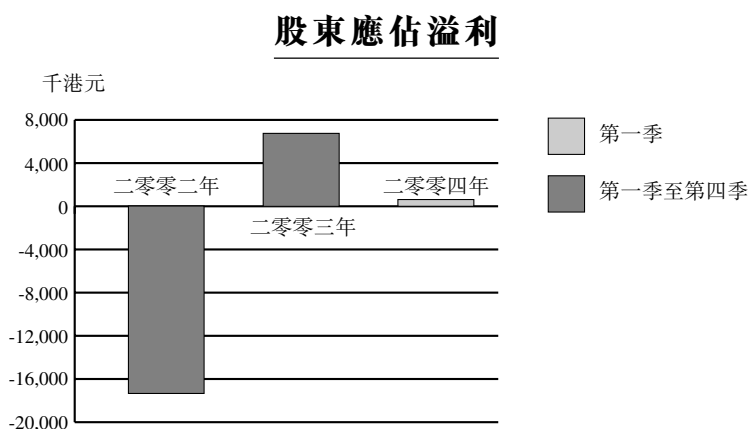 股東應佔溢利
千港元
8,000
4,000
0
-4,000
-8,000
-12,000
-16,000
-20,000
二零零二年
二零零三年
二零零四年
第一季
第一季至第四季